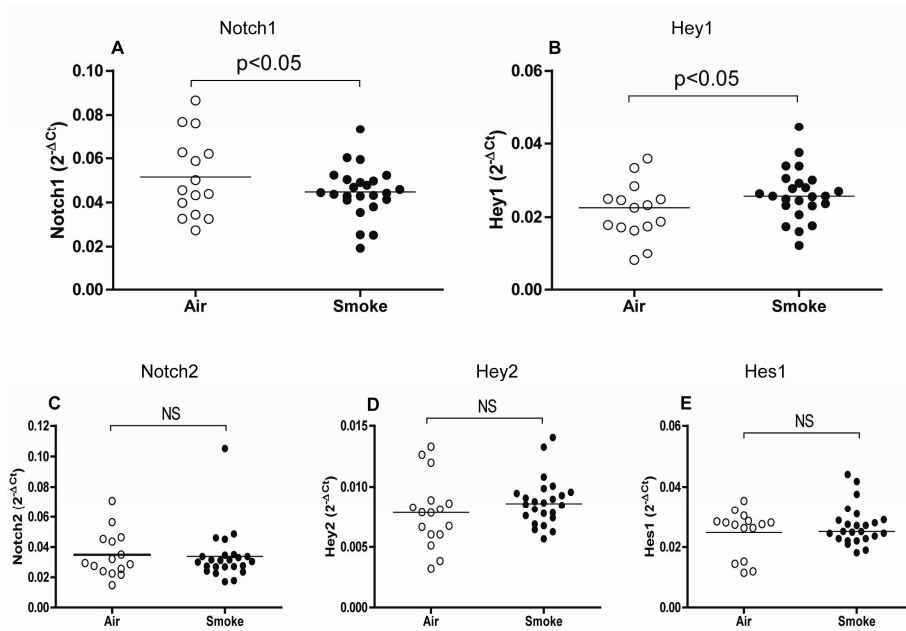 Notch1
A
p<0.05
Notch1 (2-ΔCt)
0.10
0.08
0.06
0.04
0.02
0.00
Air
Smoke
Hey1
B
p<0.05
Hey1 (2-ΔCt)
0.06
0.04
0.02
0.00
Air
Smoke
Notch2
C
NS
Notch2 (2-ΔCt)
0.12
0.10
0.08
0.06
0.04
0.02
0.00
Air
Smoke
Hey2
D
NS
Hey2 (2-ΔCt)
0.015
0.010
0.005
0.000
Air
Smoke
Hes1
E
NS
Hes1 (2-ΔCt)
0.06
0.04
0.02
0.00
Air
Smoke